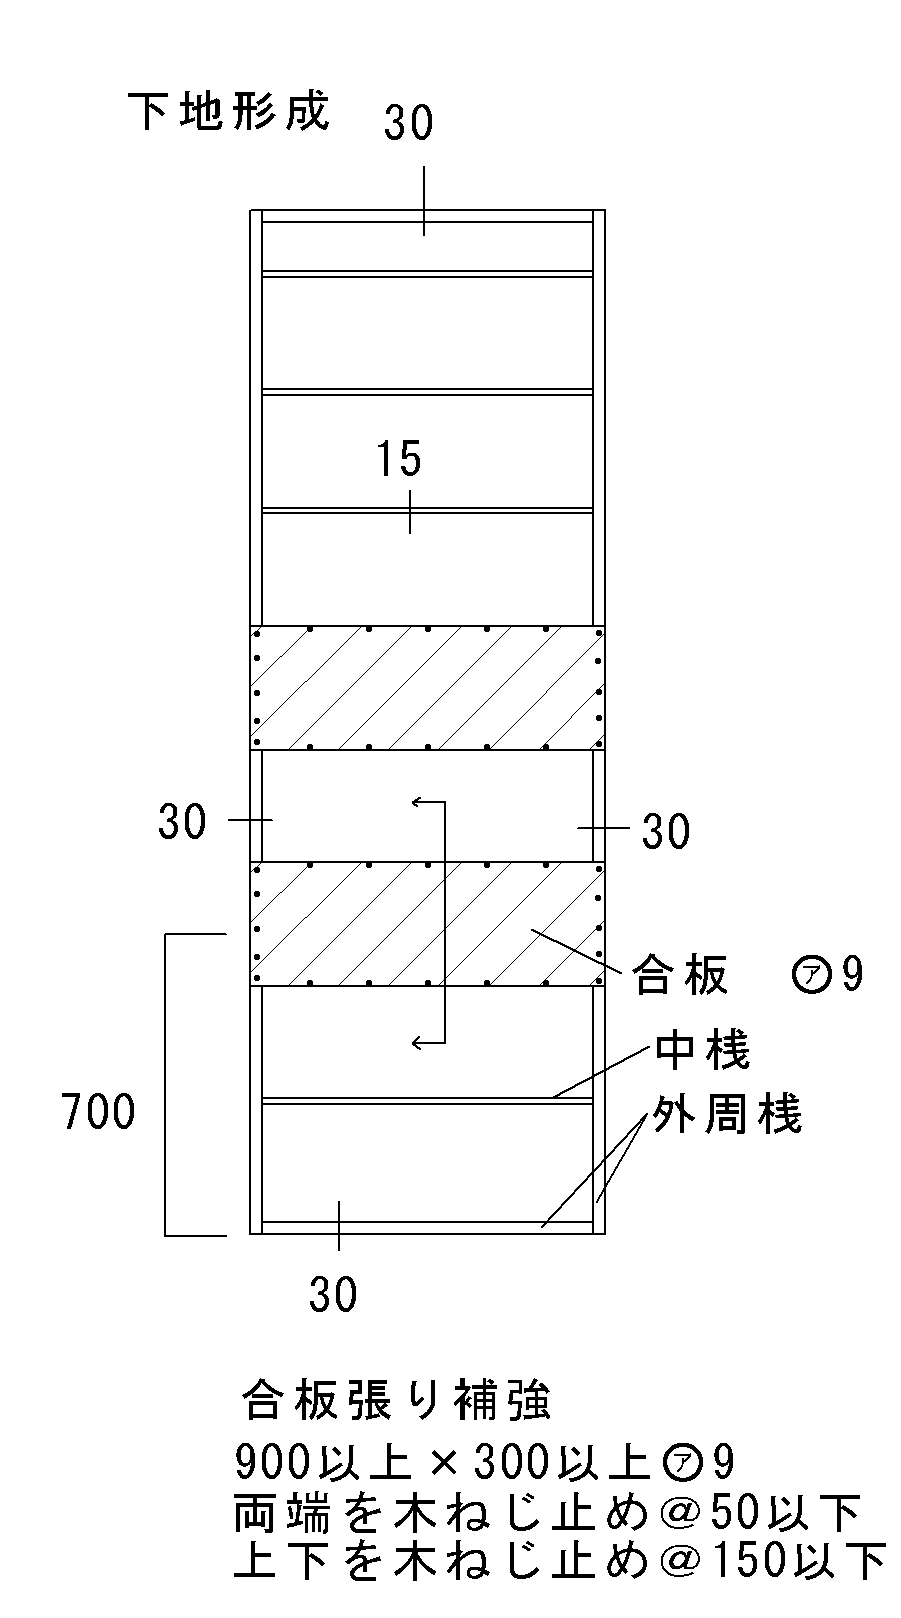 下地形成
30
15
30
30
合板 ㋐9
中桟
700
外周桟
30
合板張り補強
900以上×300以上㋐9
両端を木ねじ止め＠50以下
上下を木ねじ止め＠150以下